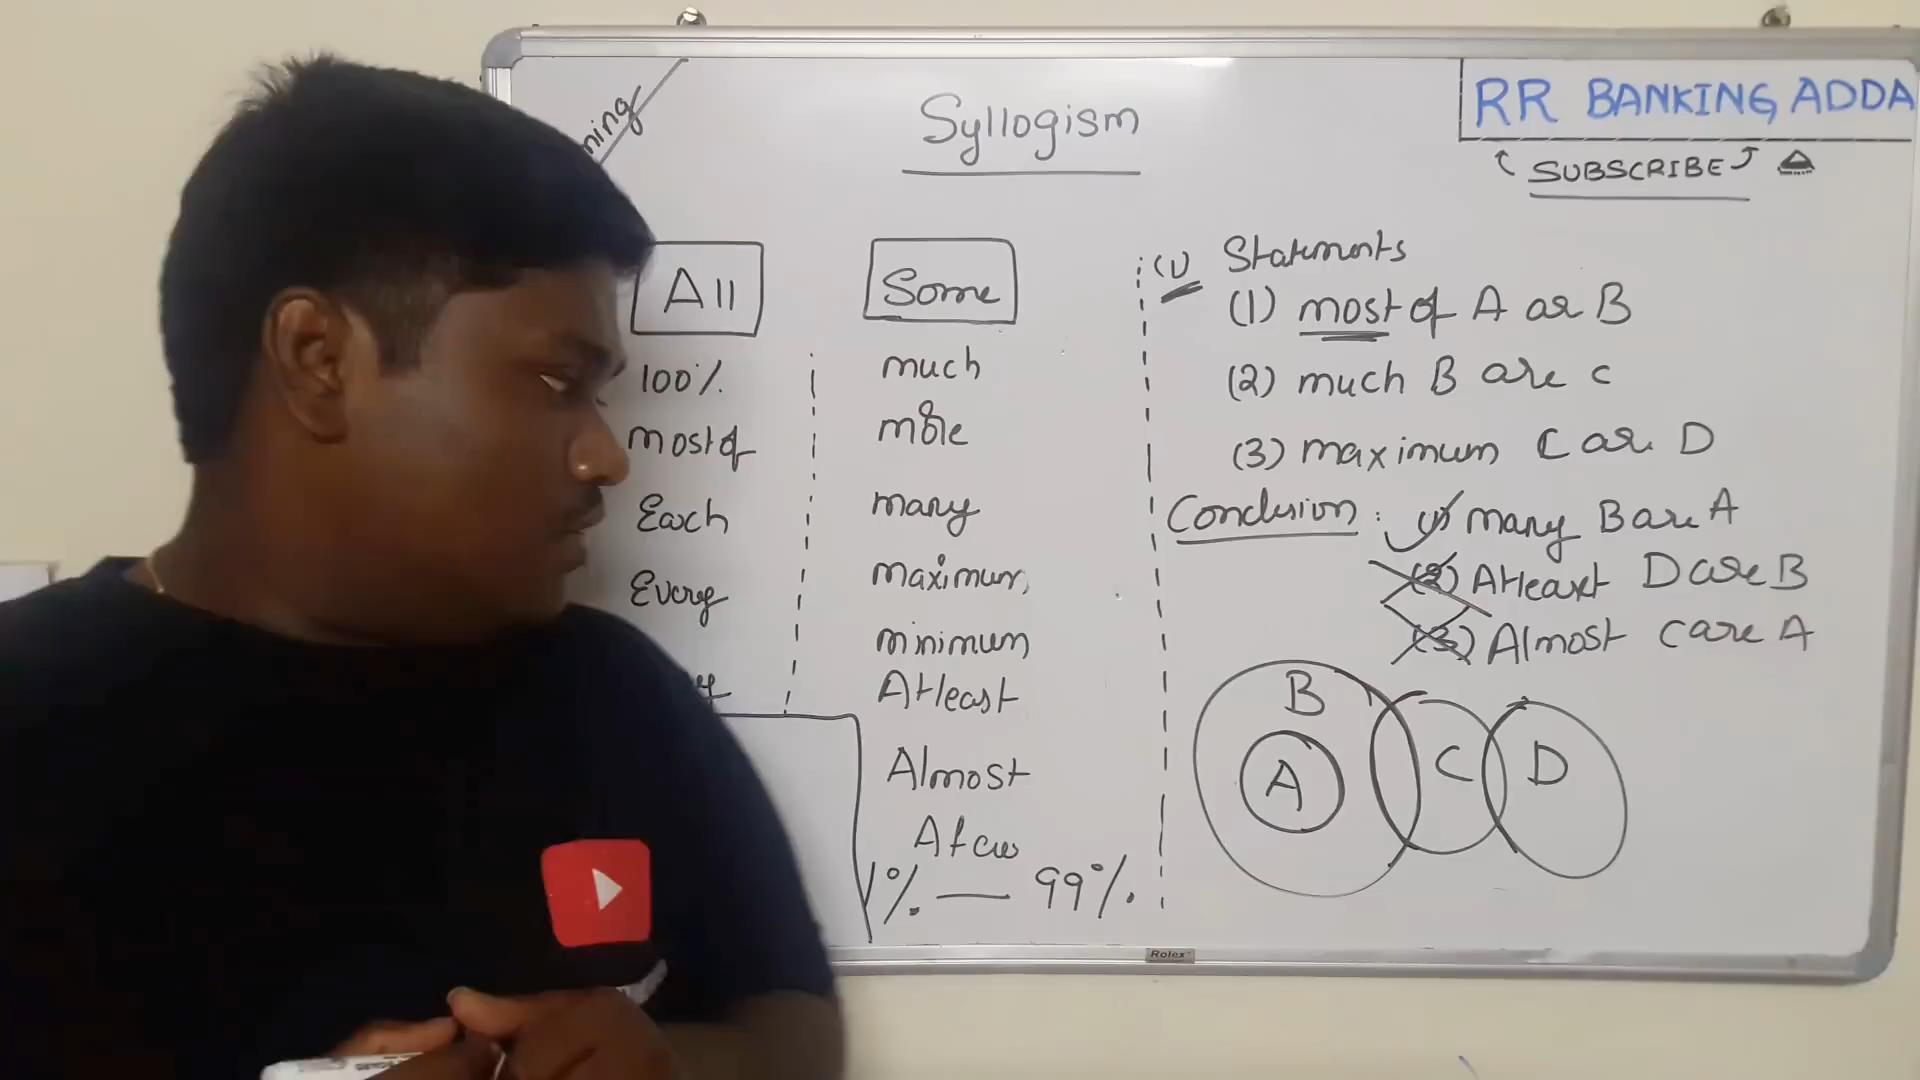 ning
Syllogism
RR BANKING ADDA
SUBSCRIBE
All
100%
most of
Each
Every
Some
much
more
many
maximum
minimum
Atleast
Almost
A few
1% — 99%
(1) Statements
(1) most of A are B
(2) much B are C
(3) maximum C are D
Conclusion : (1) many B are A
(2) Atleast D are B
(3) Almost C are A
B
A
C
D
Rolex